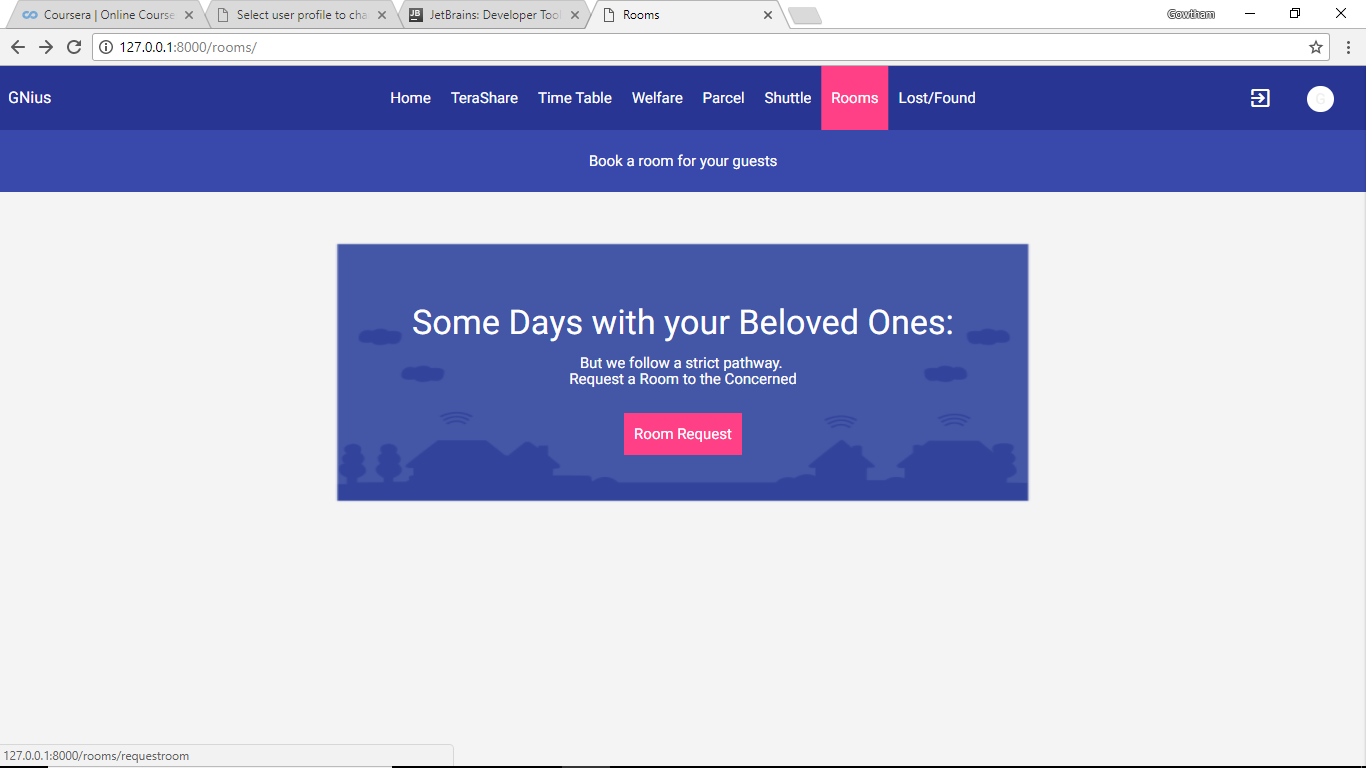 Coursera | Online Course
Select user profile to cha
JetBrains: Developer Tool
Rooms
Gowtham
127.0.0.1:8000/rooms/
GNius
Home TeraShare Time Table Welfare Parcel Shuttle Rooms Lost/Found
G
Book a room for your guests
Some Days with your Beloved Ones:
But we follow a strict pathway.
Request a Room to the Concerned
Room Request
127.0.0.1:8000/rooms/requestroom